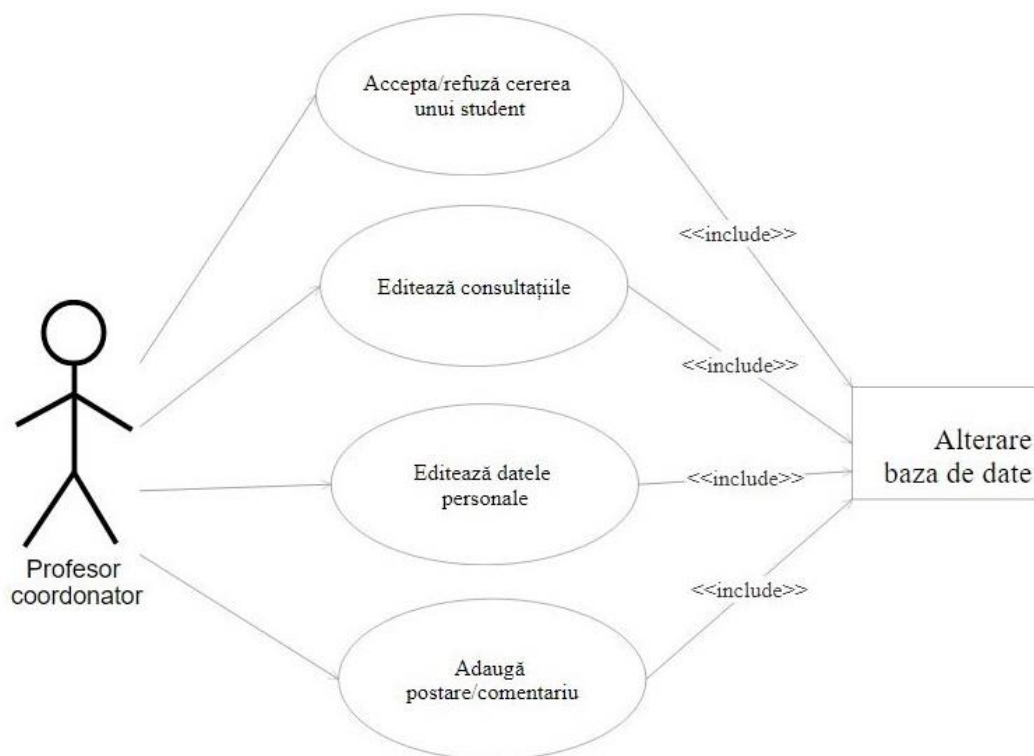 Accepta/refuză cererea
unui student
<<include>>
Editează consultațiile
<<include>>
Alterare
baza de date
Editează datele
personale
<<include>>
Profesor
coordonator
<<include>>
Adaugă
postare/comentariu